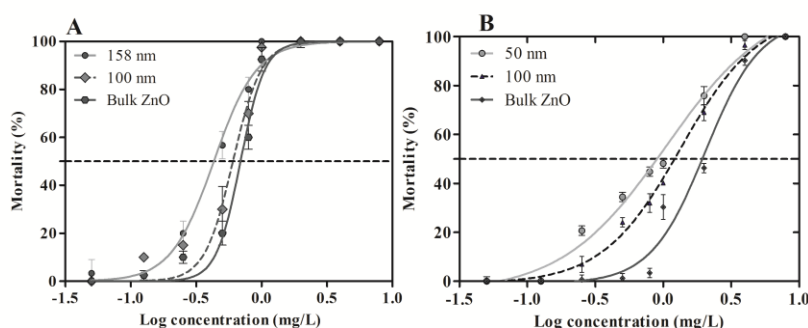 A
158 nm
100 nm
Bulk ZnO
Mortality (%)
100
80
60
40
20
0
-1.5
-1.0
-0.5
0.0
0.5
1.0
Log concentration (mg/L)
B
50 nm
100 nm
Bulk ZnO
Mortality (%)
100
80
60
40
20
0
-1.5
-1.0
-0.5
0.0
0.5
1.0
Log concentration (mg/L)